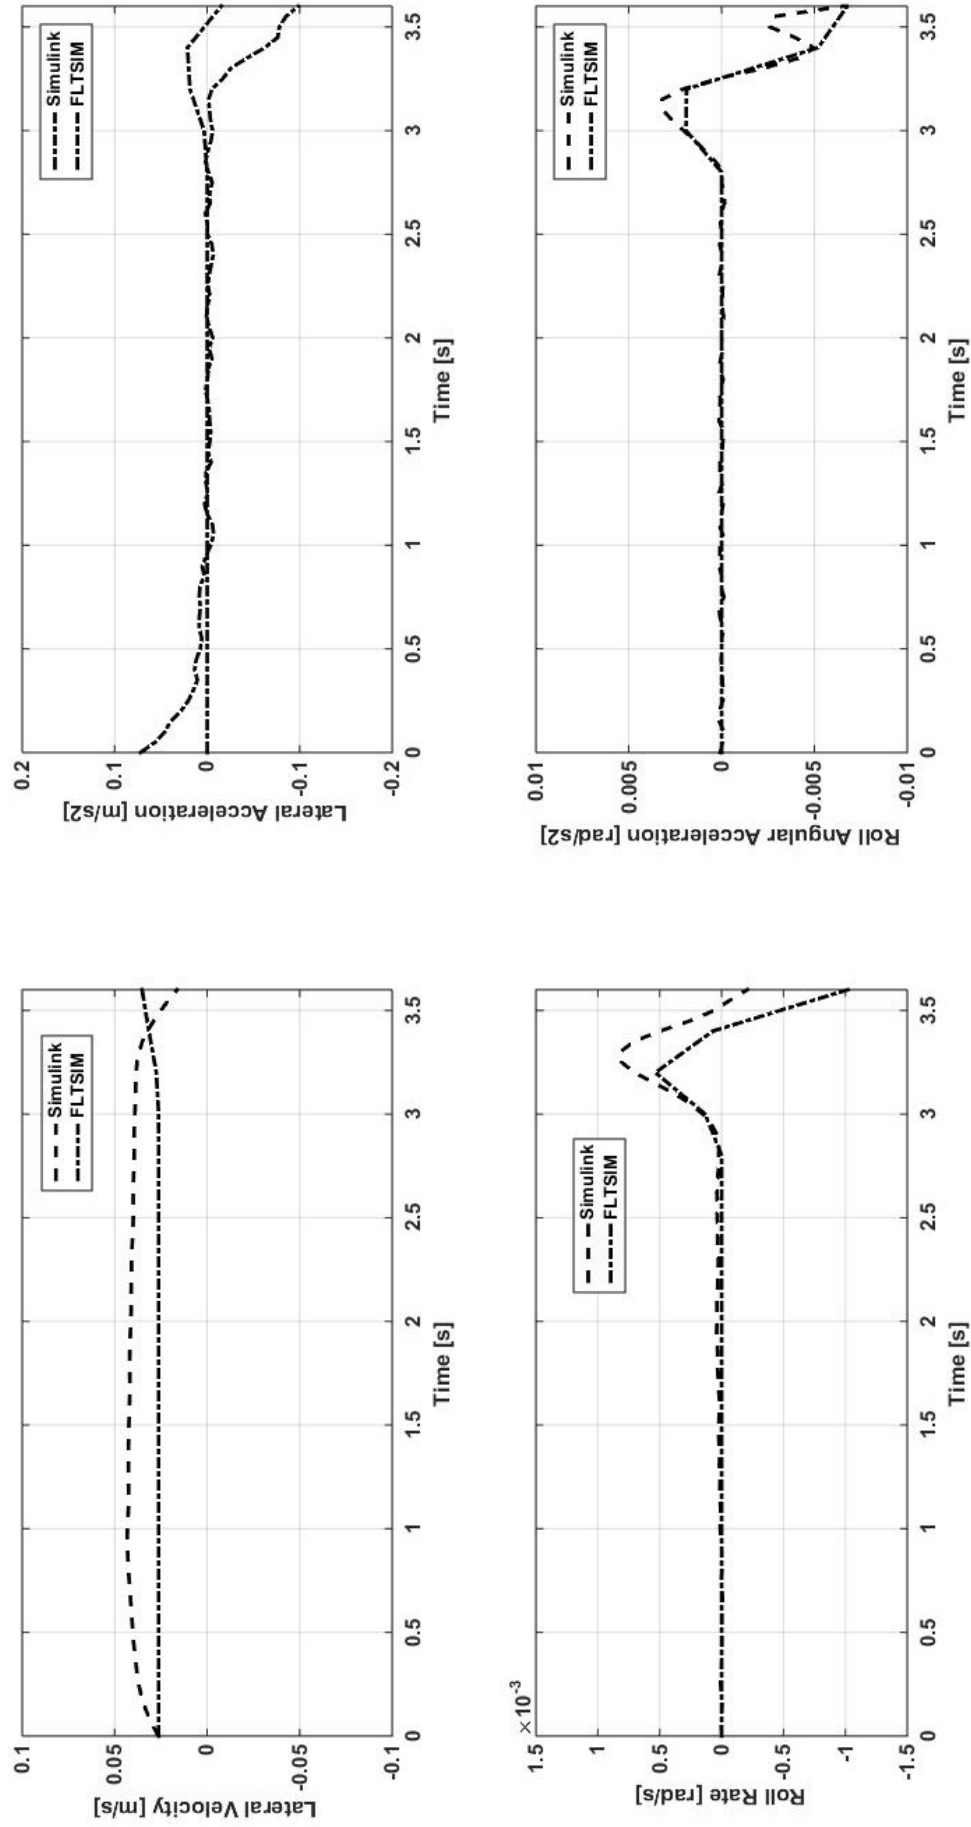 Lateral Velocity [m/s]
0.1
0.05
0
-0.05
-0.1
Simulink
FLTSIM
0 0.5 1 1.5 2 2.5 3 3.5
Time [s]
Lateral Acceleration [m/s2]
0.2
0.1
0
-0.1
-0.2
Simulink
FLTSIM
0 0.5 1 1.5 2 2.5 3 3.5
Time [s]
Roll Rate [rad/s]
×10-3
1.5
1
0.5
0
-0.5
-1
-1.5
Simulink
FLTSIM
0 0.5 1 1.5 2 2.5 3 3.5
Time [s]
Roll Angular Acceleration [rad/s2]
0.01
0.005
0
-0.005
-0.01
Simulink
FLTSIM
0 0.5 1 1.5 2 2.5 3 3.5
Time [s]